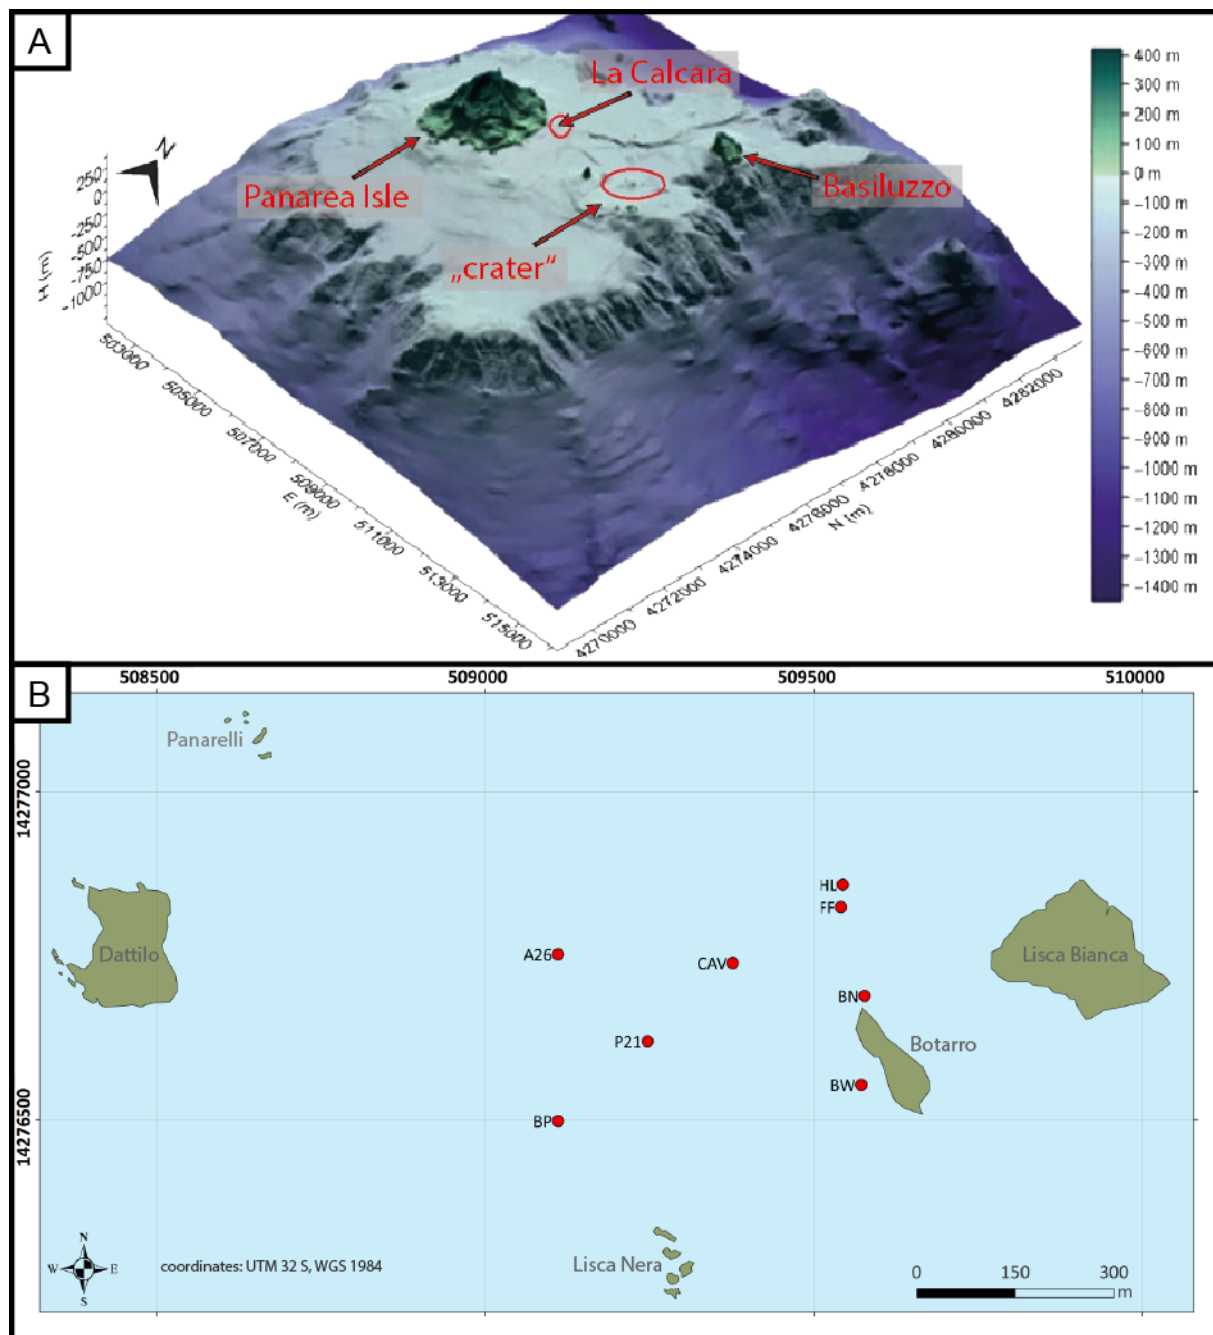 A
La Calcara
Panarea Isle
Basiluzzo
„crater“
N
250
0
-250
-500
-750
-1000
H (m)
503000
505000
507000
509000
511000
513000
515000
E (m)
4270000
4272000
4274000
4276000
4278000
4280000
4282000
N (m)
400 m
300 m
200 m
100 m
0 m
-100 m
-200 m
-300 m
-400 m
-500 m
-600 m
-700 m
-800 m
-900 m
-1000 m
-1100 m
-1200 m
-1300 m
-1400 m
B
508500 509000 509500 510000
14277000
14276500
Panarelli
Dattilo
HL
FF
A26
CAV
Lisca Bianca
BN
P21
Botarro
BW
BP
Lisca Nera
N
W E
S
coordinates: UTM 32 S, WGS 1984
0 150 300
m